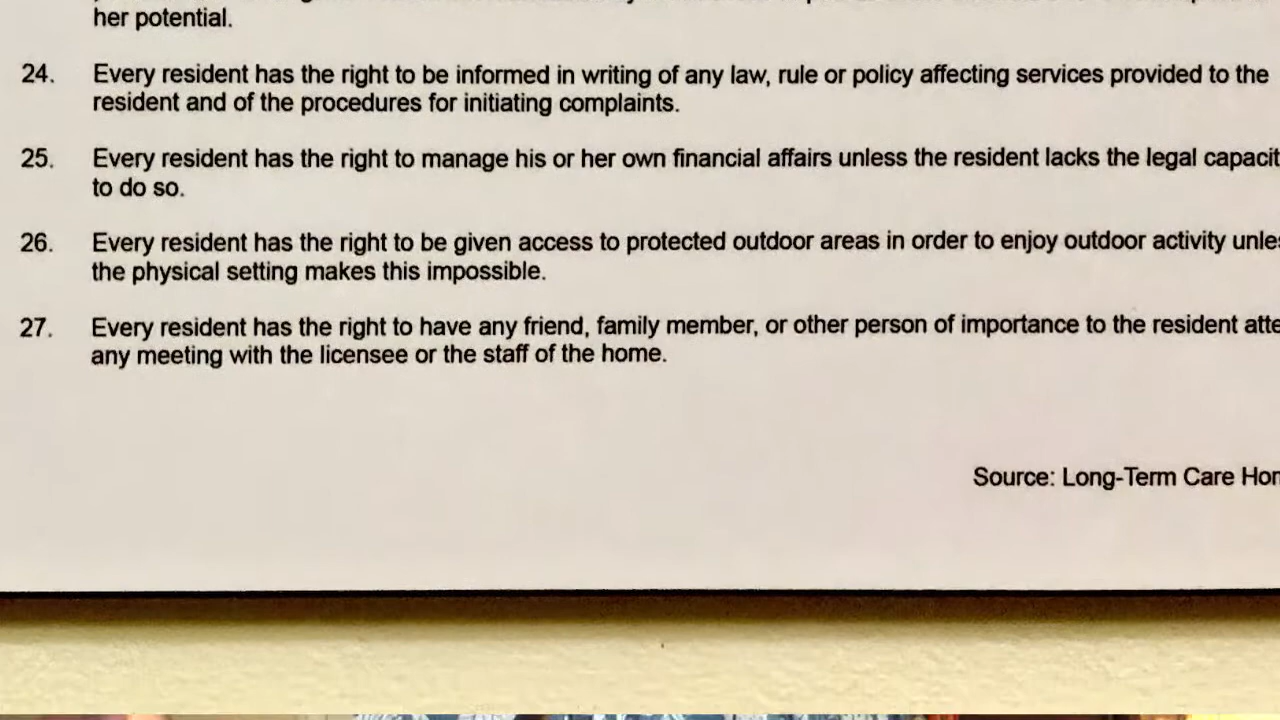 her potential.
24. Every resident has the right to be informed in writing of any law, rule or policy affecting services provided to the
resident and of the procedures for initiating complaints.
25. Every resident has the right to manage his or her own financial affairs unless the resident lacks the legal capacit
to do so.
26. Every resident has the right to be given access to protected outdoor areas in order to enjoy outdoor activity unles
the physical setting makes this impossible.
27. Every resident has the right to have any friend, family member, or other person of importance to the resident atte
any meeting with the licensee or the staff of the home.
Source: Long-Term Care Hom